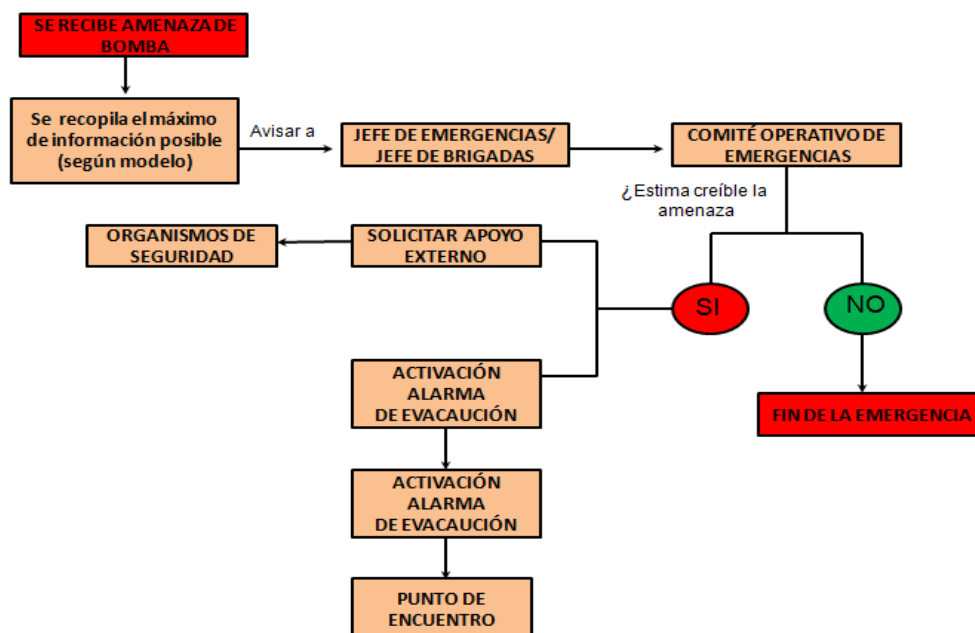 SE RECIBE AMENAZA DE
BOMBA
Se recopila el máximo
de información posible
(según modelo)
Avisar a
JEFE DE EMERGENCIAS/
JEFE DE BRIGADAS
COMITÉ OPERATIVO DE
EMERGENCIAS
¿Estima creíble la
amenaza
ORGANISMOS DE
SEGURIDAD
SOLICITAR APOYO
EXTERNO
SI
NO
ACTIVACIÓN
ALARMA
DE EVACAUCIÓN
FIN DE LA EMERGENCIA
ACTIVACIÓN
ALARMA
DE EVACAUCIÓN
PUNTO DE
ENCUENTRO